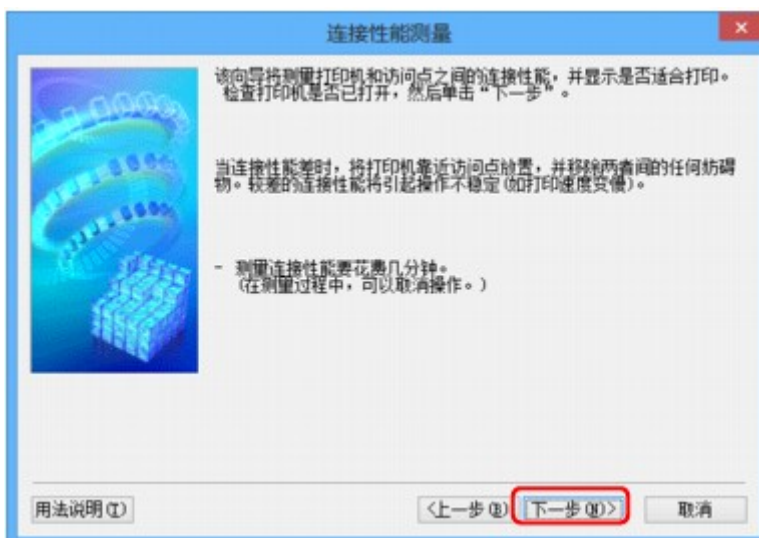 连接性能测量
该向导将测量打印机和访问点之间的连接性能，并显示是否适合打印。
检查打印机是否已打开，然后单击“下一步”。
当连接性能差时，将打印机靠近访问点放置，并移除两者间的任何妨碍
物。较差的连接性能将引起操作不稳定(如打印速度变慢)。
- 测量连接性能要花费几分钟。
(在测量过程中，可以取消操作。)
用法说明(I) <上一步(B) 下一步(N)> 取消